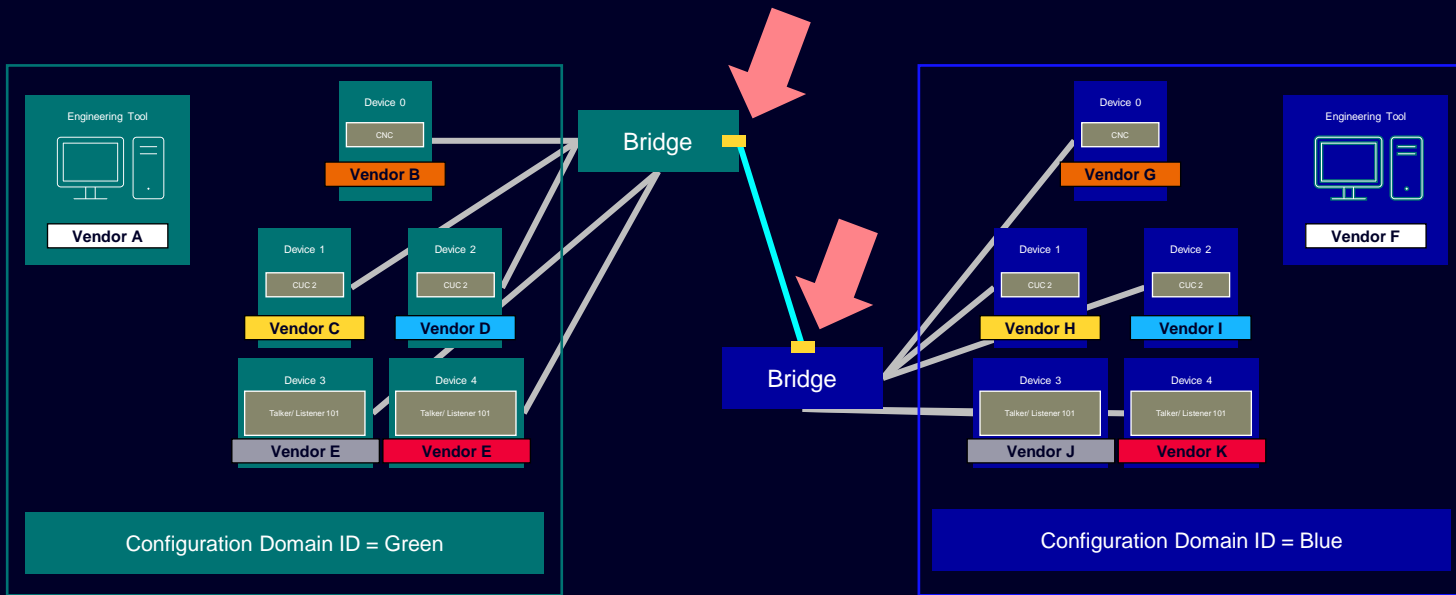 Engineering Tool
Vendor A
Device 0
CNC
Vendor B
Device 1
CUC 2
Vendor C
Device 2
CUC 2
Vendor D
Device 3
Talker/ Listener 101
Vendor E
Device 4
Talker/ Listener 101
Vendor E
Configuration Domain ID = Green
Bridge
Bridge
Device 0
CNC
Vendor G
Engineering Tool
Vendor F
Device 1
CUC 2
Vendor H
Device 2
CUC 2
Vendor I
Device 3
Talker/ Listener 101
Vendor J
Device 4
Talker/ Listener 101
Vendor K
Configuration Domain ID = Blue